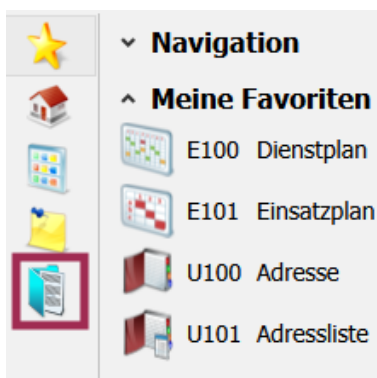 Navigation
Meine Favoriten
E100 Dienstplan
E101 Einsatzplan
U100 Adresse
U101 Adressliste